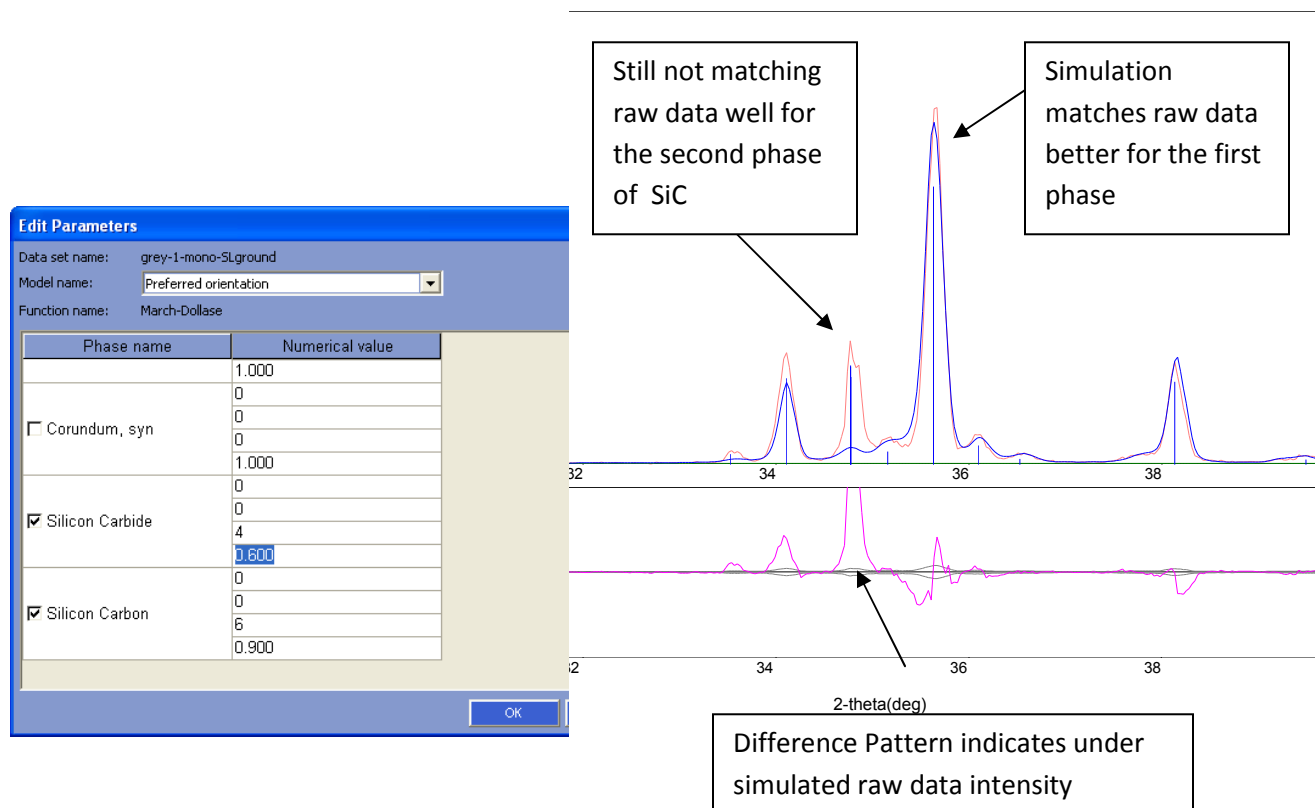 Still not matching
raw data well for
the second phase
of SiC
Simulation
matches raw data
better for the first
phase
Edit Parameters
Data set name: grey-1-mono-SLground
Model name: Preferred orientation
Function name: March-Dollase
Phase name Numerical value
1.000
Corundum, syn
0
0
0
1.000
Silicon Carbide
0
0
4
0.600
Silicon Carbon
0
0
6
0.900
OK
32 34 36 38
32 34 36 38
2-theta(deg)
Difference Pattern indicates under
simulated raw data intensity